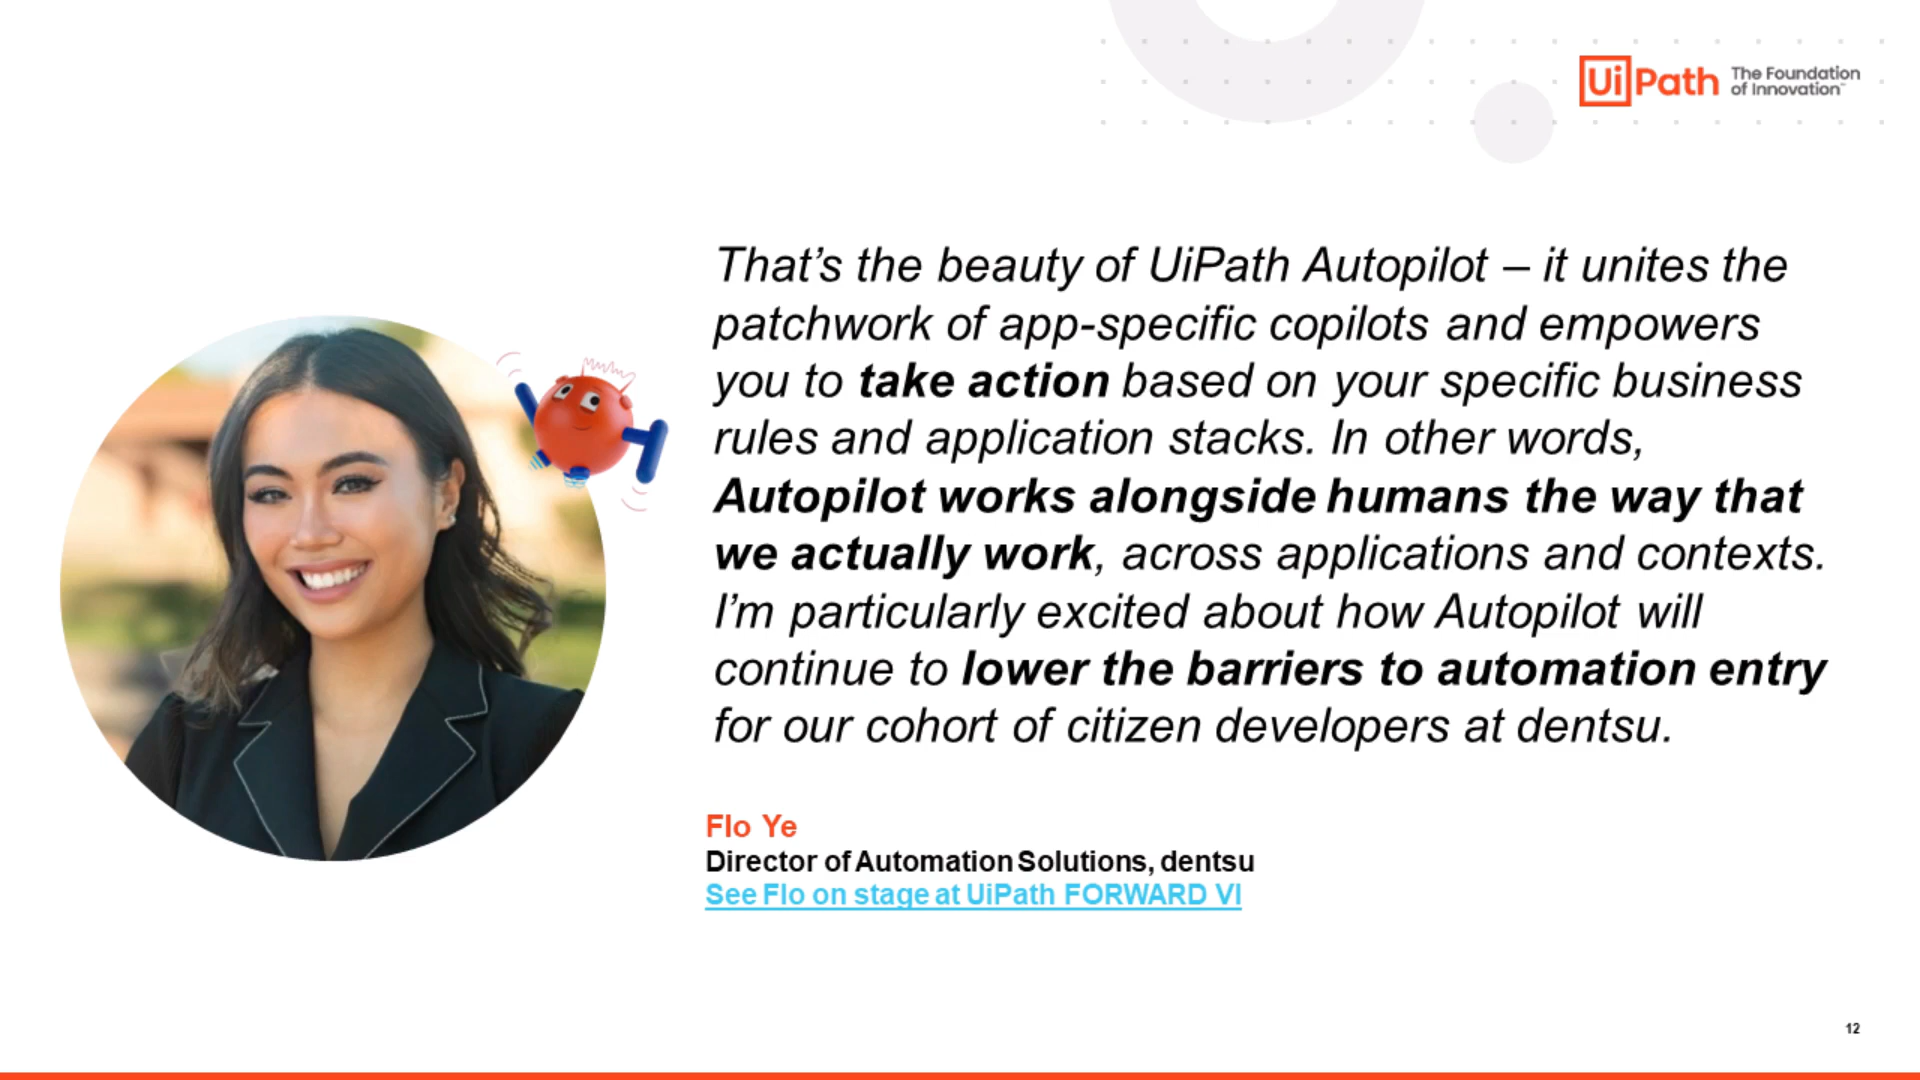 UiPath The Foundation
of Innovation™
That’s the beauty of UiPath Autopilot – it unites the
patchwork of app-specific copilots and empowers
you to take action based on your specific business
rules and application stacks. In other words,
Autopilot works alongside humans the way that
we actually work, across applications and contexts.
I’m particularly excited about how Autopilot will
continue to lower the barriers to automation entry
for our cohort of citizen developers at dentsu.
Flo Ye
Director of Automation Solutions, dentsu
See Flo on stage at UiPath FORWARD VI
12